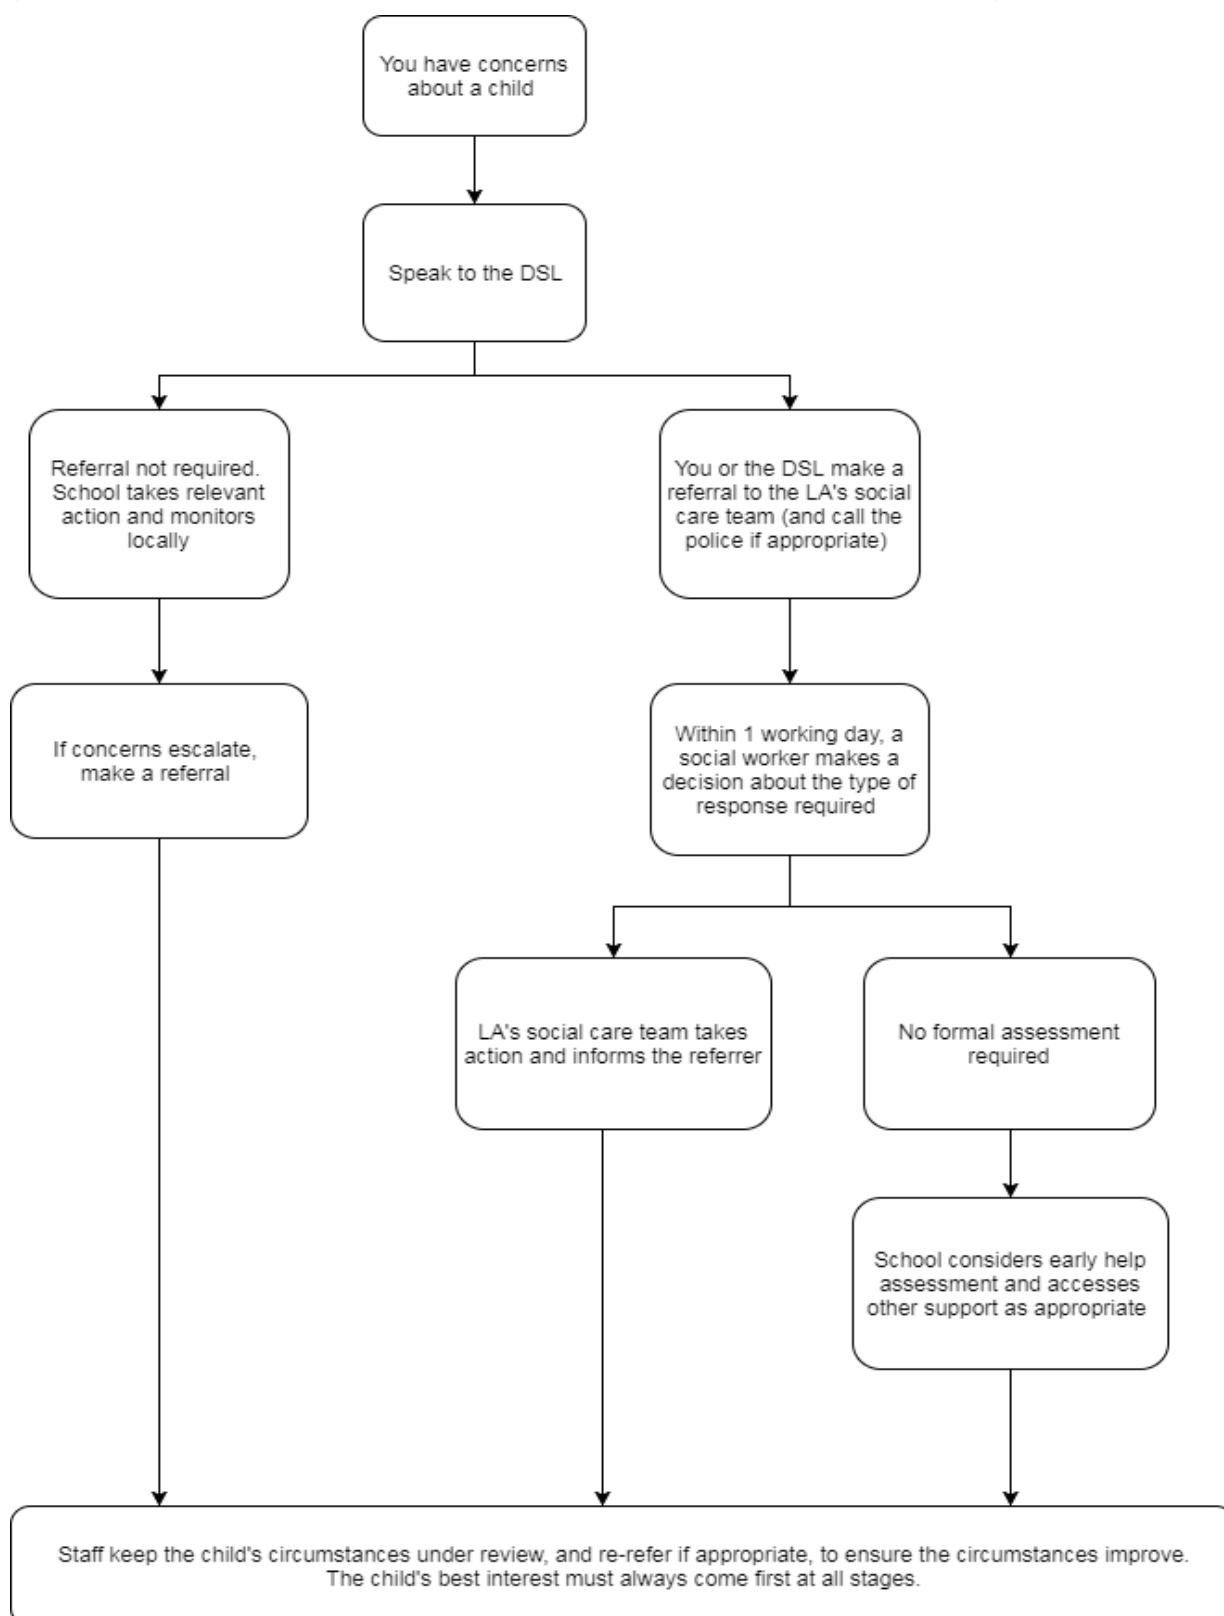 You have concerns
about a child
Speak to the DSL
Referral not required.
School takes relevant
action and monitors
locally
You or the DSL make a
referral to the LA's social
care team (and call the
police if appropriate)
If concerns escalate,
make a referral
Within 1 working day, a
social worker makes a
decision about the type of
response required
LA's social care team takes
action and informs the referrer
No formal assessment
required
School considers early help
assessment and accesses
other support as appropriate
Staff keep the child's circumstances under review, and re-refer if appropriate, to ensure the circumstances improve.
The child's best interest must always come first at all stages.